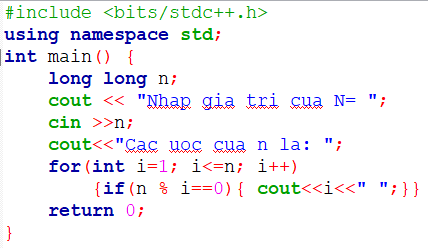 #include <bits/stdc++.h>
using namespace std;
int main() {
    long long n;
    cout << "Nhap gia tri cua N= ";
    cin >>n;
    cout<<"Cac uoc cua n la: ";
    for(int i=1; i<=n; i++)
        {if(n % i==0){ cout<<i<<" ";}}
    return 0;
}